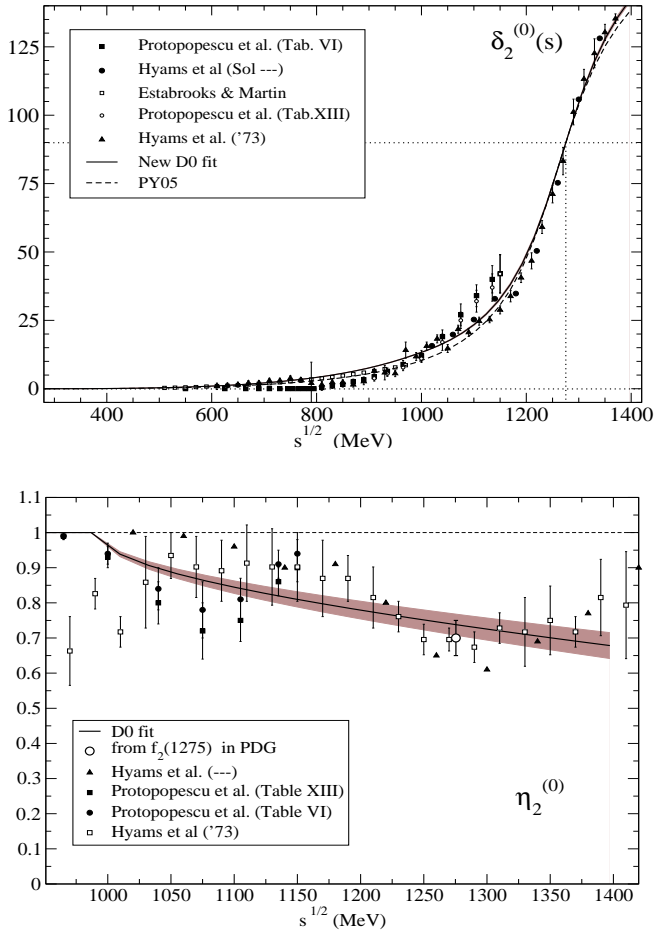 δ₂⁽⁰⁾(s)
Protopopescu et al. (Tab. VI)
Hyams et al (Sol ---)
Estabrooks & Martin
Protopopescu et al. (Tab.XIII)
Hyams et al. ('73)
New D0 fit
PY05
125
100
75
50
25
0
400 600 800 1000 1200 1400
s^1/2 (MeV)
1.1
1
0.9
0.8
0.7
0.6
0.5
0.4
0.3
0.2
0.1
0
D0 fit
from f₂(1275) in PDG
Hyams et al. (---)
Protopopescu et al. (Table XIII)
Protopopescu et al. (Table VI)
Hyams et al ('73)
η₂⁽⁰⁾
1000 1050 1100 1150 1200 1250 1300 1350 1400
s^1/2 (MeV)